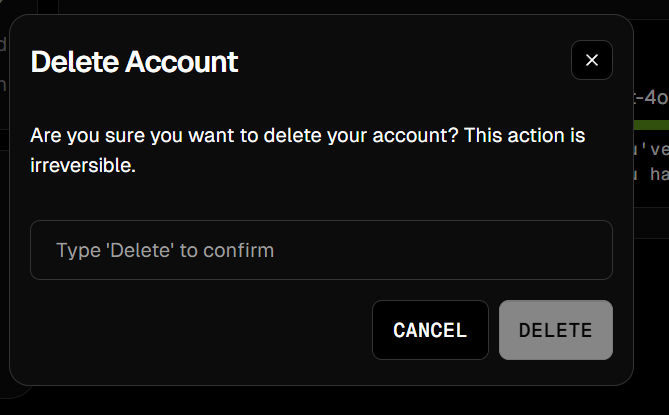 Delete Account
-4o
Are you sure you want to delete your account? This action is
irreversible.
've
ha
Type 'Delete' to confirm
CANCEL
DELETE